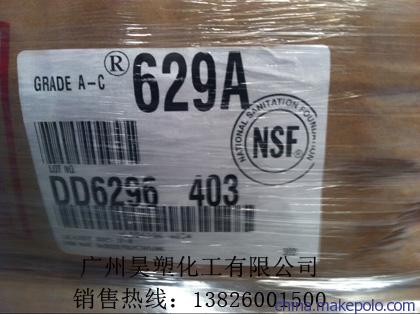 GRADE A-C ® 629A
NATIONAL SANITATION FOUNDATION
NSF
LOT NO.
DD6296 403
广州昊塑化工有限公司
销售热线：13826001500
china.makepolo.com